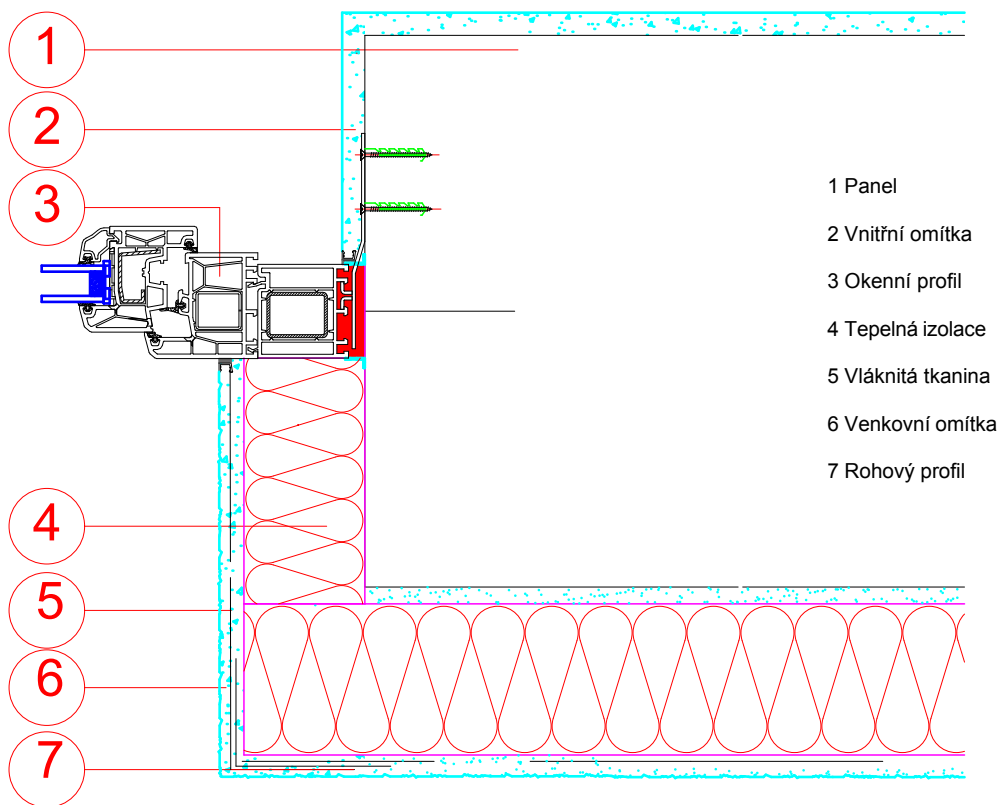 1
2
3
4
5
6
7
1 Panel
2 Vnitřní omítka
3 Okenní profil
4 Tepelná izolace
5 Vláknitá tkanina
6 Venkovní omítka
7 Rohový profil